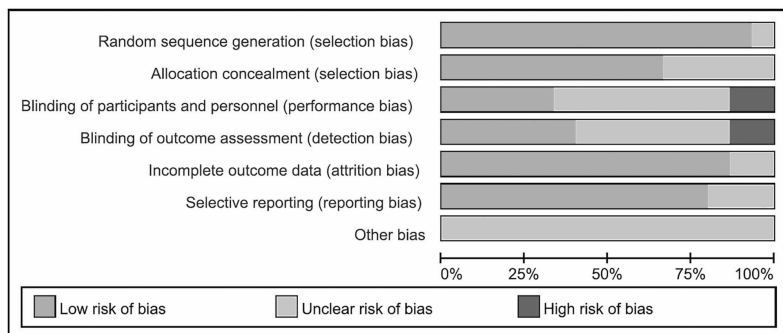 Random sequence generation (selection bias)
Allocation concealment (selection bias)
Blinding of participants and personnel (performance bias)
Blinding of outcome assessment (detection bias)
Incomplete outcome data (attrition bias)
Selective reporting (reporting bias)
Other bias
0% 25% 50% 75% 100%
Low risk of bias Unclear risk of bias High risk of bias